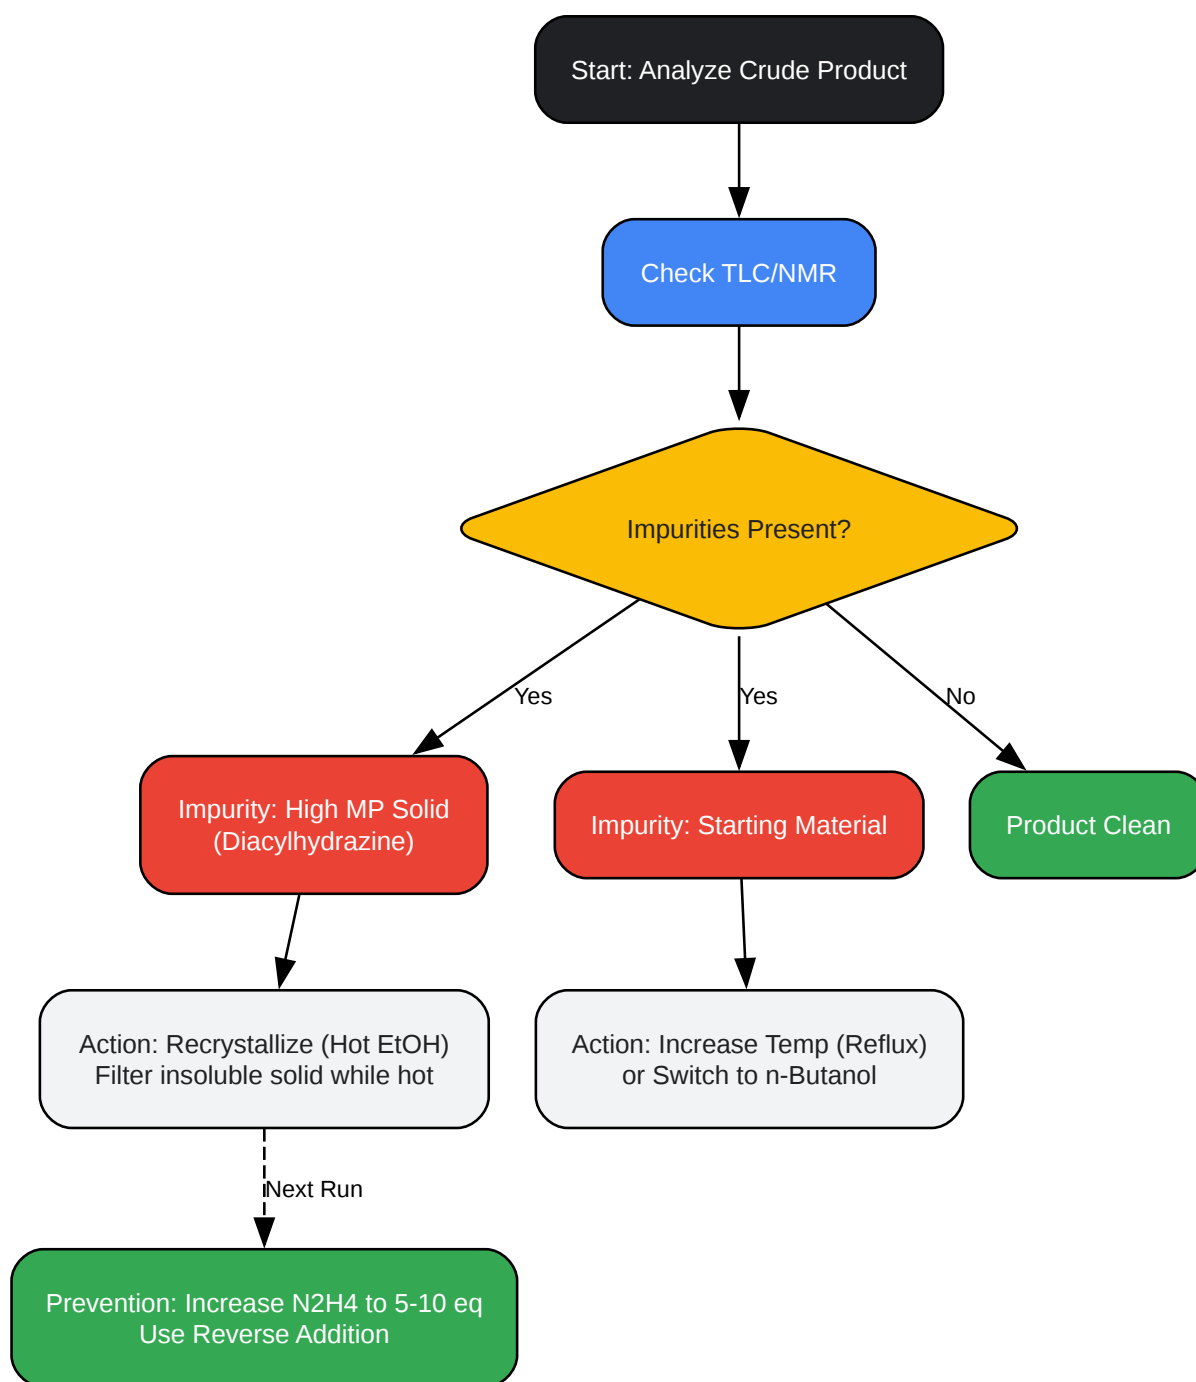 Start: Analyze Crude Product
Check TLC/NMR
Impurities Present?
Yes
Yes
No
Impurity: High MP Solid
(Diacylhydrazine)
Impurity: Starting Material
Product Clean
Action: Recrystallize (Hot EtOH)
Filter insoluble solid while hot
Action: Increase Temp (Reflux)
or Switch to n-Butanol
Next Run
Prevention: Increase N2H4 to 5-10 eq
Use Reverse Addition